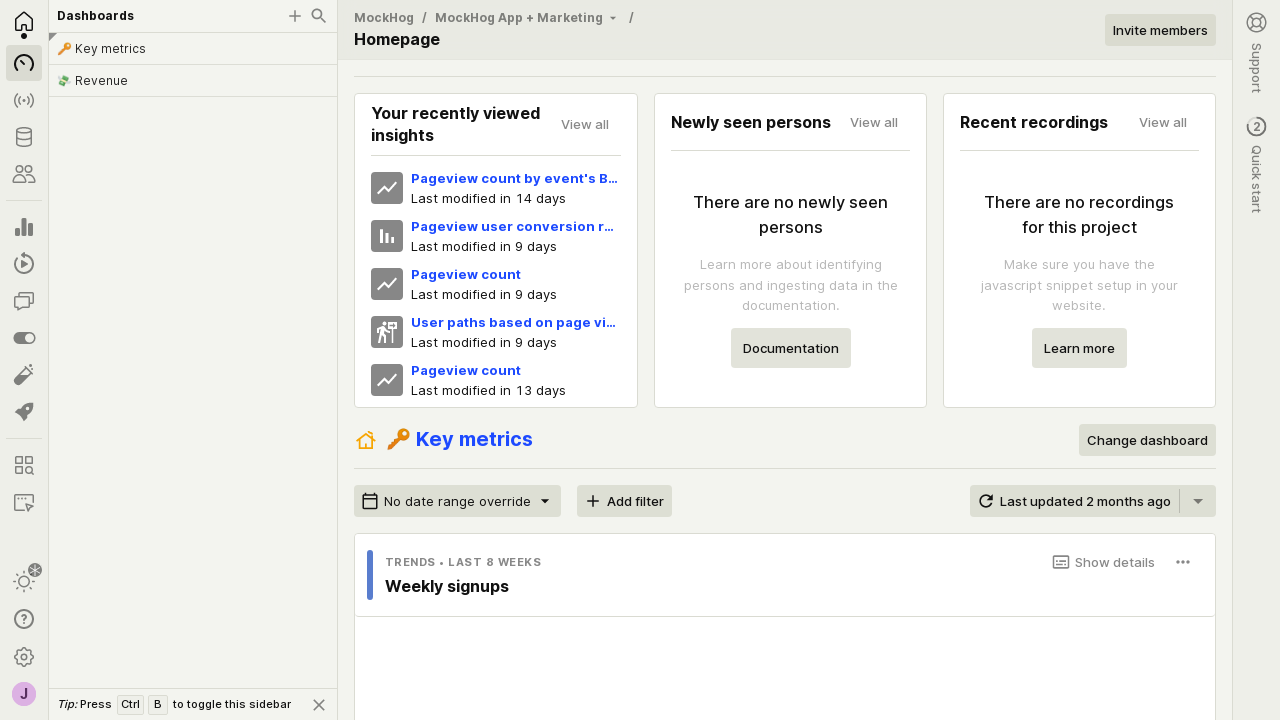 Dashboards
🔑 Key metrics
💸 Revenue
Tip: Press Ctrl B to toggle this sidebar
J
MockHog / MockHog App + Marketing /
Homepage
Invite members
Your recently viewed insights
View all
Pageview count by event's B...
Last modified in 14 days
Pageview user conversion r...
Last modified in 9 days
Pageview count
Last modified in 9 days
User paths based on page vi...
Last modified in 9 days
Pageview count
Last modified in 13 days
Newly seen persons
View all
There are no newly seen
persons
Learn more about identifying
persons and ingesting data in the
documentation.
Documentation
Recent recordings
View all
There are no recordings
for this project
Make sure you have the
javascript snippet setup in your
website.
Learn more
🔑 Key metrics
Change dashboard
No date range override
Add filter
Last updated 2 months ago
TRENDS • LAST 8 WEEKS
Show details
Weekly signups
Support
2
Quick start